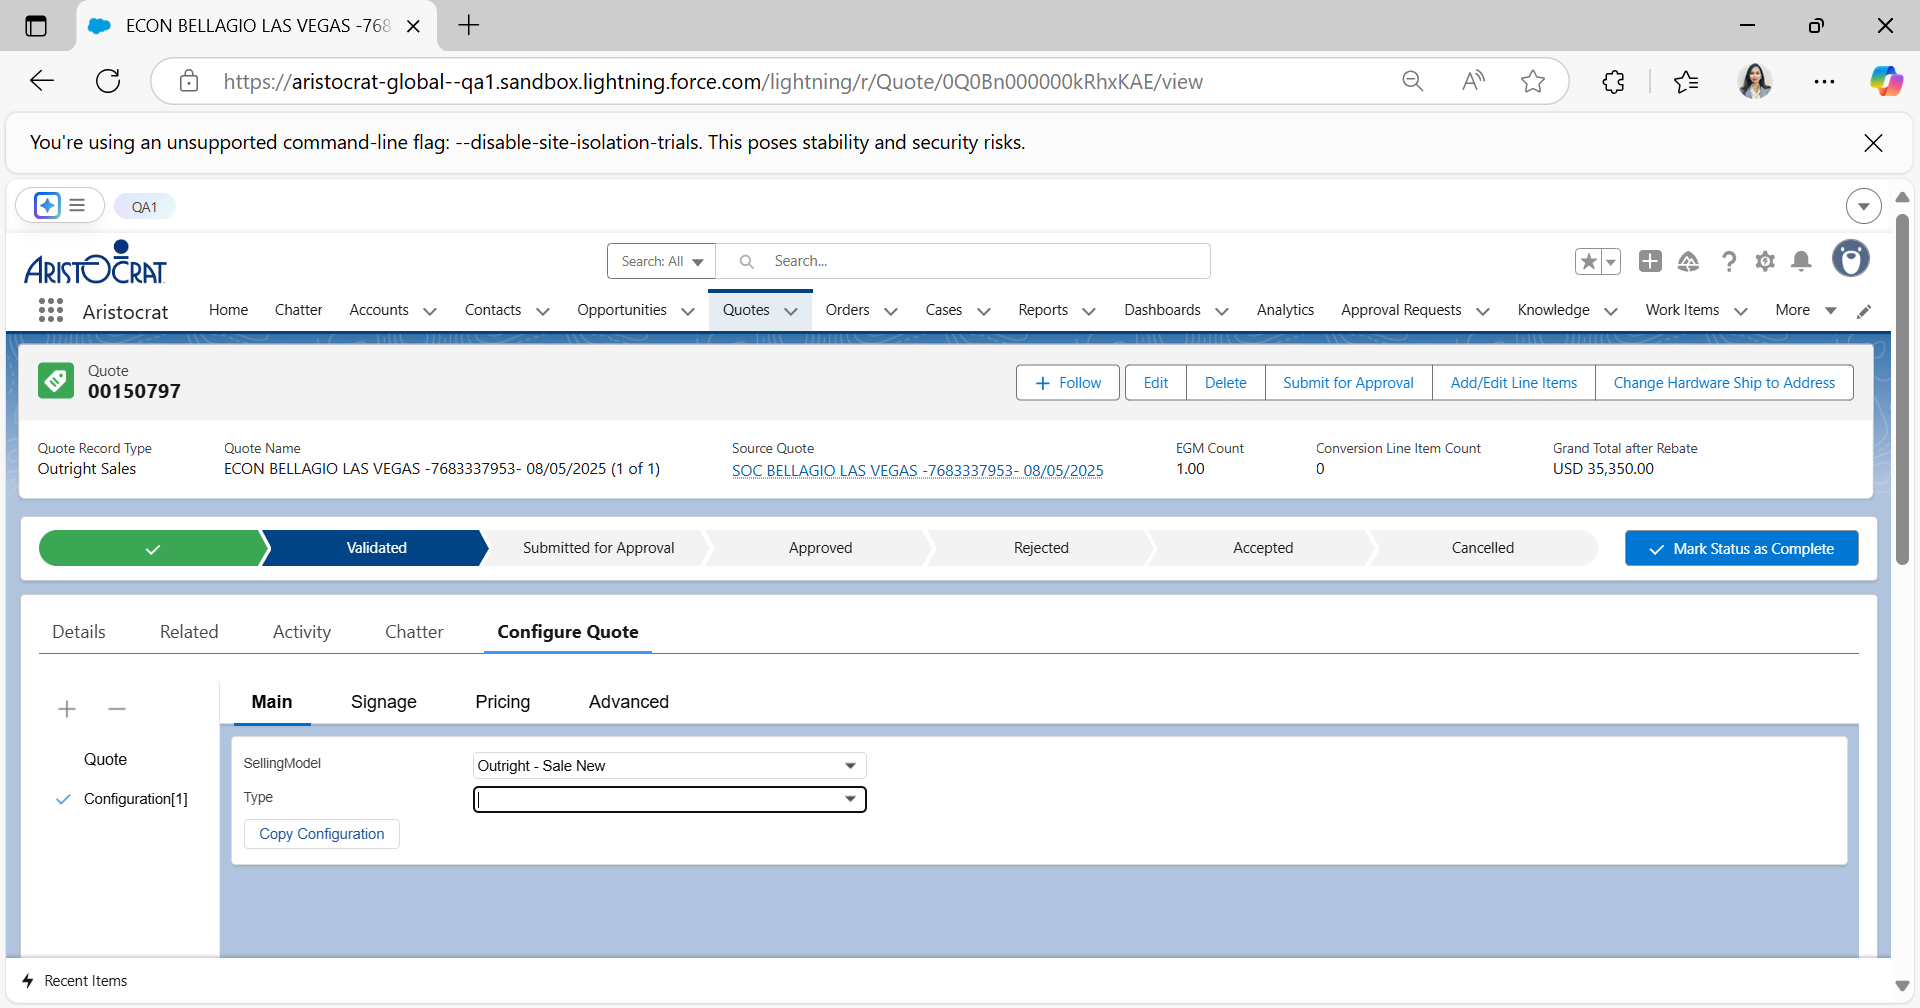 ECON BELLAGIO LAS VEGAS -768
https://aristocrat-global--qa1.sandbox.lightning.force.com/lightning/r/Quote/0Q0Bn000000kRhxKAE/view
You're using an unsupported command-line flag: --disable-site-isolation-trials. This poses stability and security risks.
QA1
ARISTOCRAT
Search: All
Search...
Aristocrat
Home
Chatter
Accounts
Contacts
Opportunities
Quotes
Orders
Cases
Reports
Dashboards
Analytics
Approval Requests
Knowledge
Work Items
More
Quote
00150797
Follow
Edit
Delete
Submit for Approval
Add/Edit Line Items
Change Hardware Ship to Address
Quote Record Type
Outright Sales
Quote Name
ECON BELLAGIO LAS VEGAS -7683337953- 08/05/2025 (1 of 1)
Source Quote
SOC BELLAGIO LAS VEGAS -7683337953- 08/05/2025
EGM Count
1.00
Conversion Line Item Count
0
Grand Total after Rebate
USD 35,350.00
Validated
Submitted for Approval
Approved
Rejected
Accepted
Cancelled
Mark Status as Complete
Details
Related
Activity
Chatter
Configure Quote
Main
Signage
Pricing
Advanced
Quote
Configuration[1]
SellingModel
Outright - Sale New
Type
Copy Configuration
Recent Items